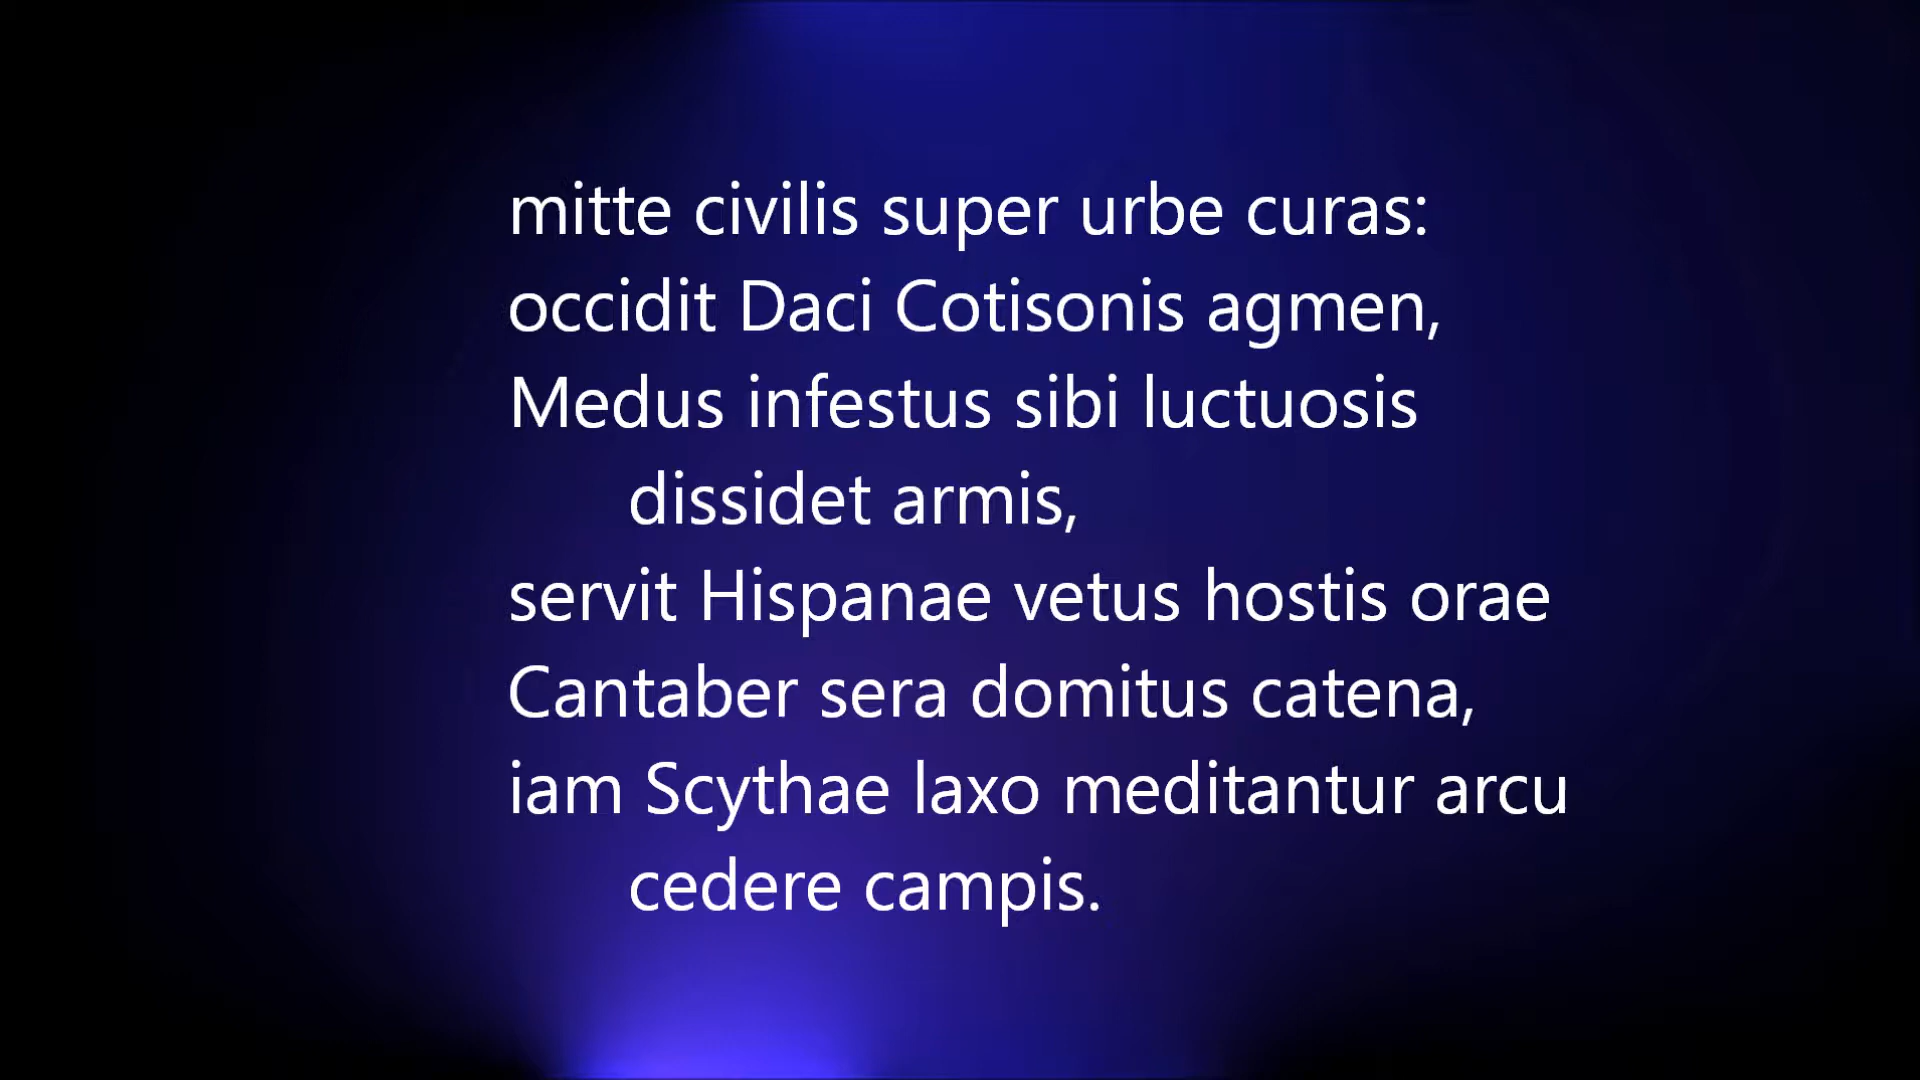 mitte civilis super urbe curas:
occidit Daci Cotisonis agmen,
Medus infestus sibi luctuosis
dissidet armis,
servit Hispanae vetus hostis orae
Cantaber sera domitus catena,
iam Scythae laxo meditantur arcu
cedere campis.